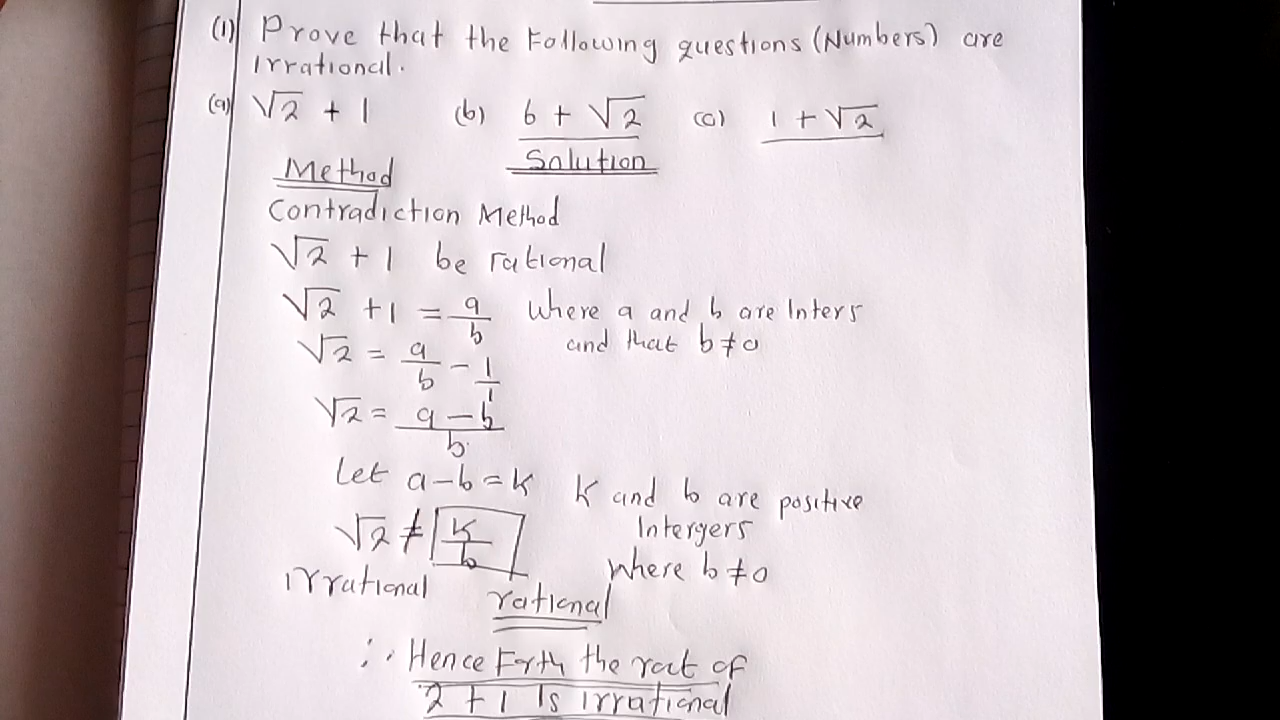 (1) Prove that the Following questions (Numbers) are
Irrational.
(a) √2 + 1 (b) 6 + √2 (c) 1 + √2
Solution
Method
Contradiction Method
√2 + 1 be rational
√2 + 1 = a/b where a and b are Inters
and that b ≠ 0
√2 = a/b - 1/1
√2 = a - b/b
Let a - b = K K and b are positive
Intergers
√2 ≠ K/b where b ≠ 0
irrational rational
∴ Hence Forth the root of
2 + 1 Is irrational